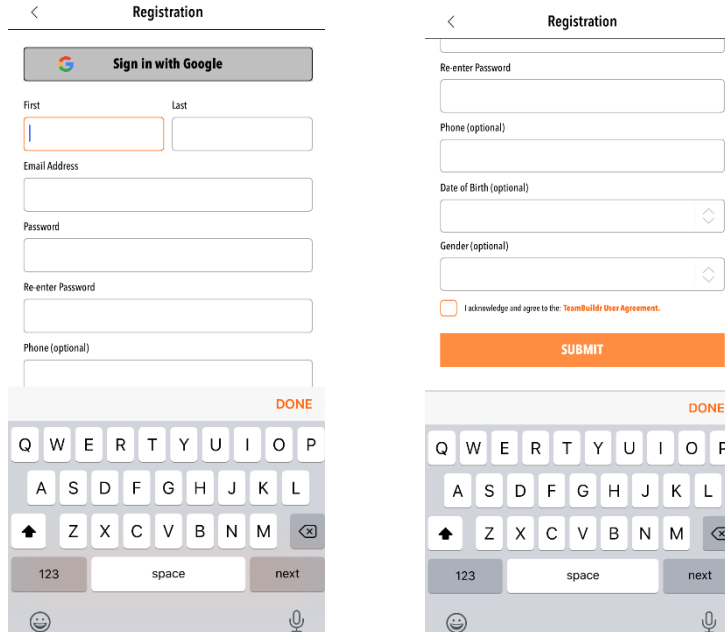 Registration
Sign in with Google
First Last
Email Address
Password
Re-enter Password
Phone (optional)
DONE
Q W E R T Y U I O P
A S D F G H J K L
Z X C V B N M
123 space next
Registration
Re-enter Password
Phone (optional)
Date of Birth (optional)
Gender (optional)
I acknowledge and agree to the: TeamBuildr User Agreement.
SUBMIT
DONE
Q W E R T Y U I O P
A S D F G H J K L
Z X C V B N M
123 space next